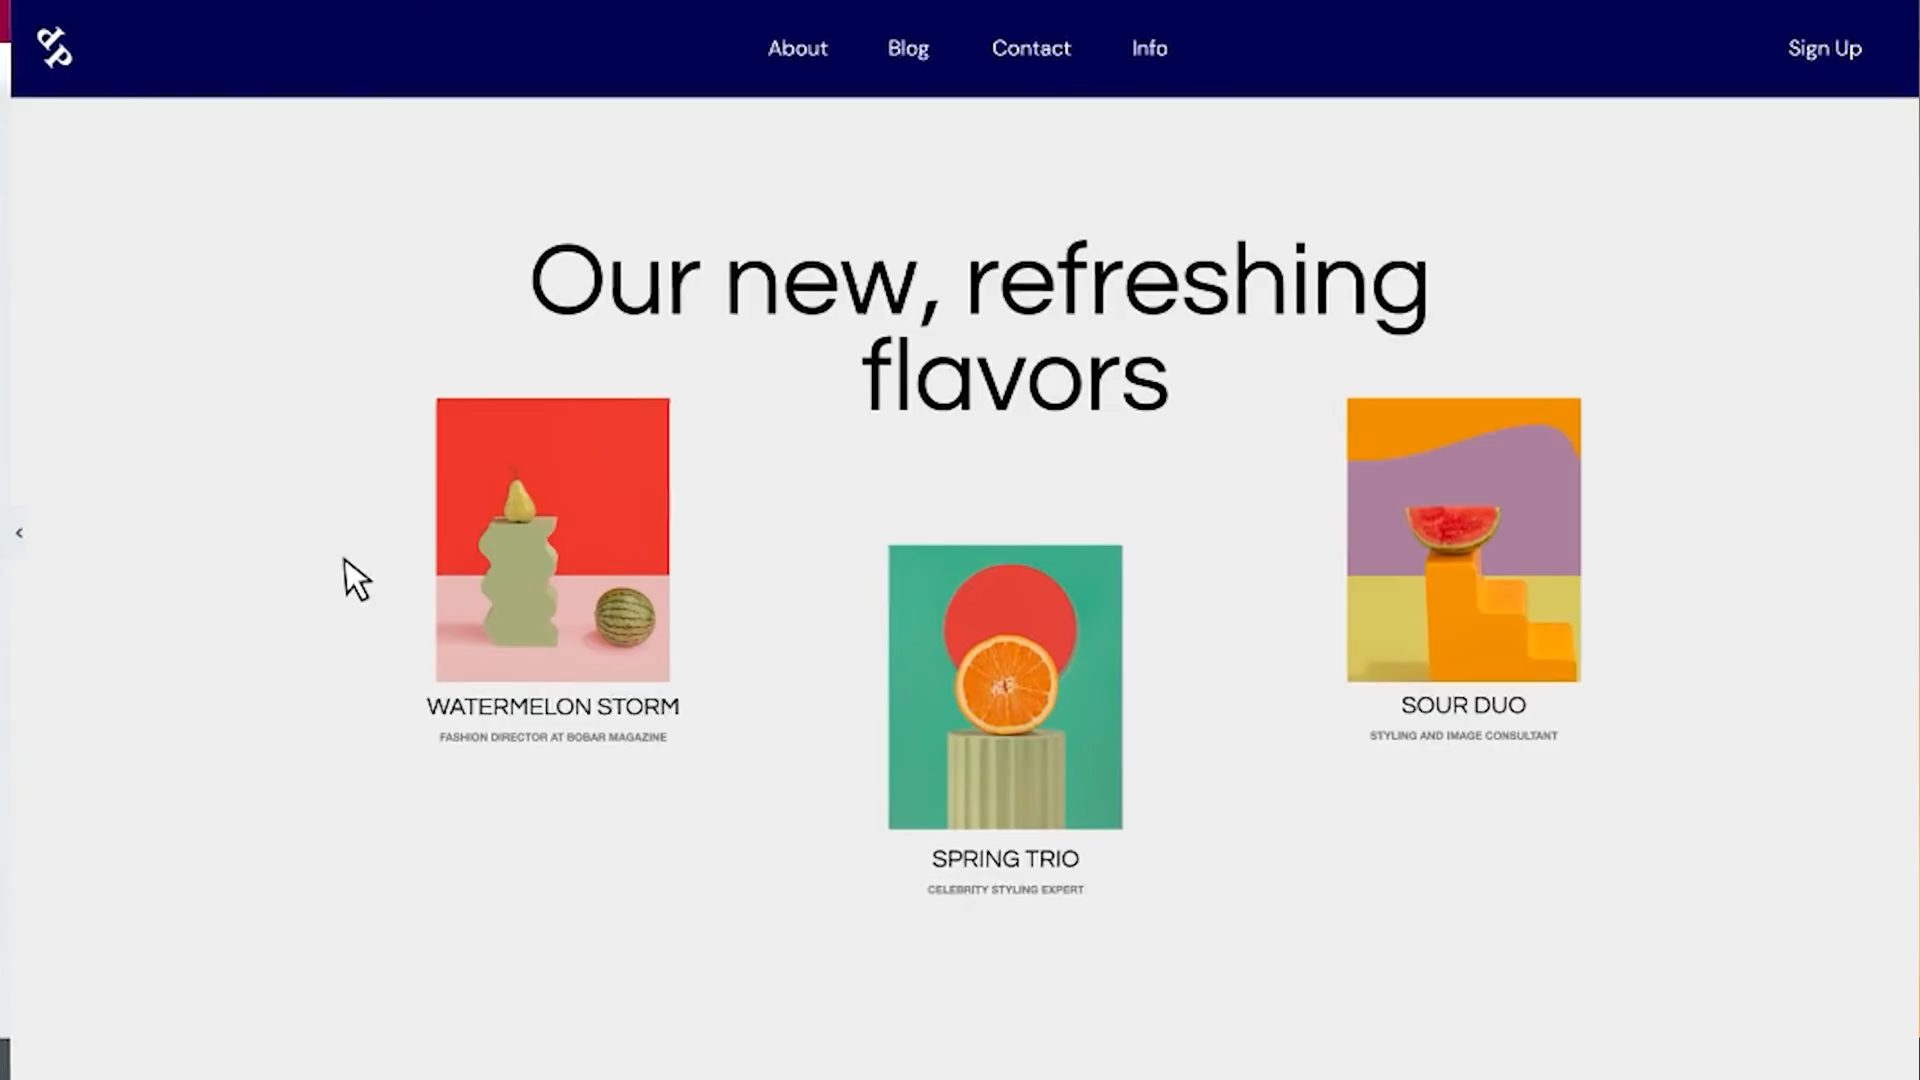 dp
About
Blog
Contact
Info
Sign Up
Our new, refreshing
flavors
WATERMELON STORM
FASHION DIRECTOR AT BOBAR MAGAZINE
SPRING TRIO
CELEBRITY STYLING EXPERT
SOUR DUO
STYLING AND IMAGE CONSULTANT